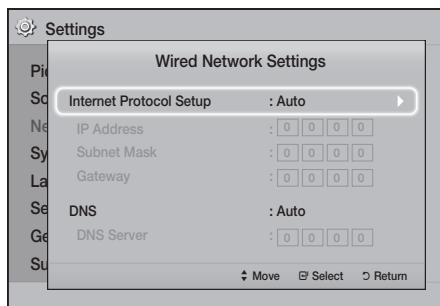 Settings
Wired Network Settings
Pi
Internet Protocol Setup : Auto
Sc
Ne
IP Address : 0 0 0 0
Sy
Subnet Mask : 0 0 0 0
La
Gateway : 0 0 0 0
Se
DNS : Auto
Ge
DNS Server : 0 0 0 0
Su
Move Select Return